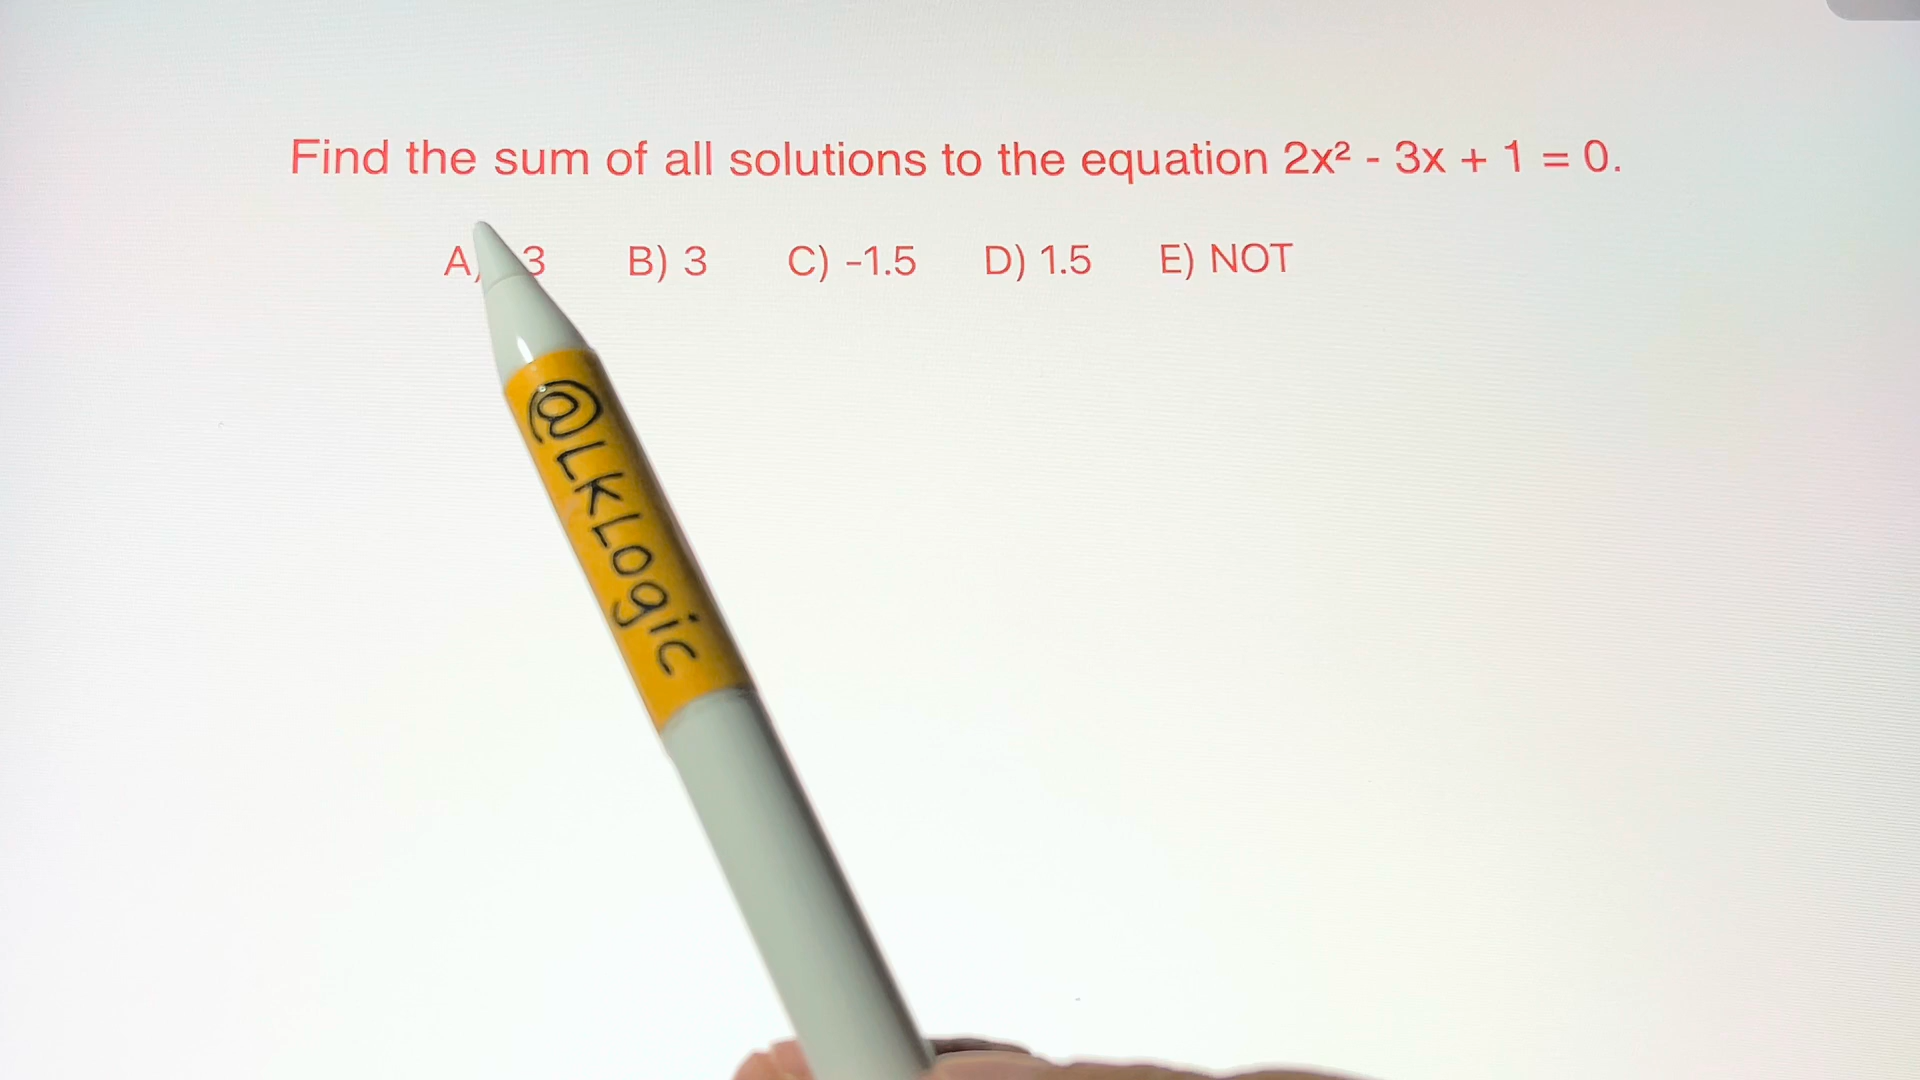 Find the sum of all solutions to the equation 2x² - 3x + 1 = 0.
A) 3 B) 3 C) -1.5 D) 1.5 E) NOT
@LKLogic